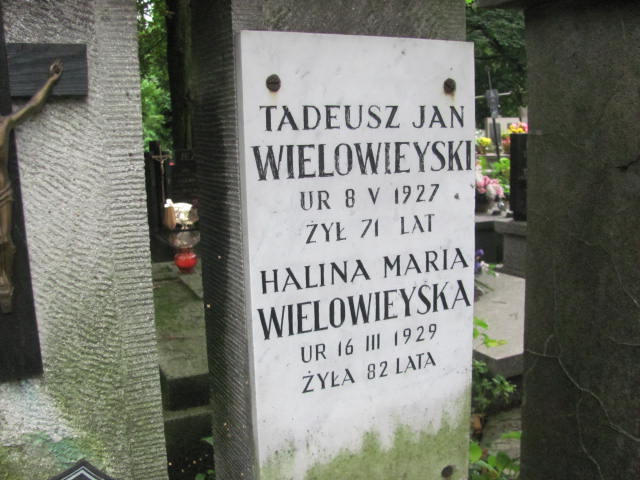 TADEUSZ JAN
WIELOWIEYSKI
UR 8 V 1927
ŻYŁ 71 LAT
HALINA MARIA
WIELOWIEYSKA
UR 16 III 1929
ŻYŁA 82 LATA